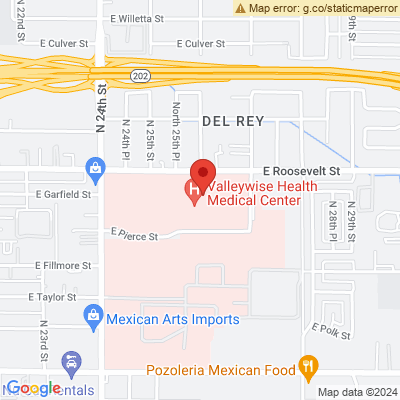 Map error: g.co/staticmaperror
N 22nd St
E Willetta St
E Culver St
E Culver St
N 29th St
202
N 24th St
N 24th Pl
N 25th St
North 25th Pl
DEL REY
E Roosevelt St
E Garfield St
H
Valleywise Health
Medical Center
N 28th Pl
N 29th St
E Pierce St
E Fillmore St
E Taylor St
N 23rd St
Mexican Arts Imports
E Polk St
Pozoleria Mexican Food
Google
Map data ©2024